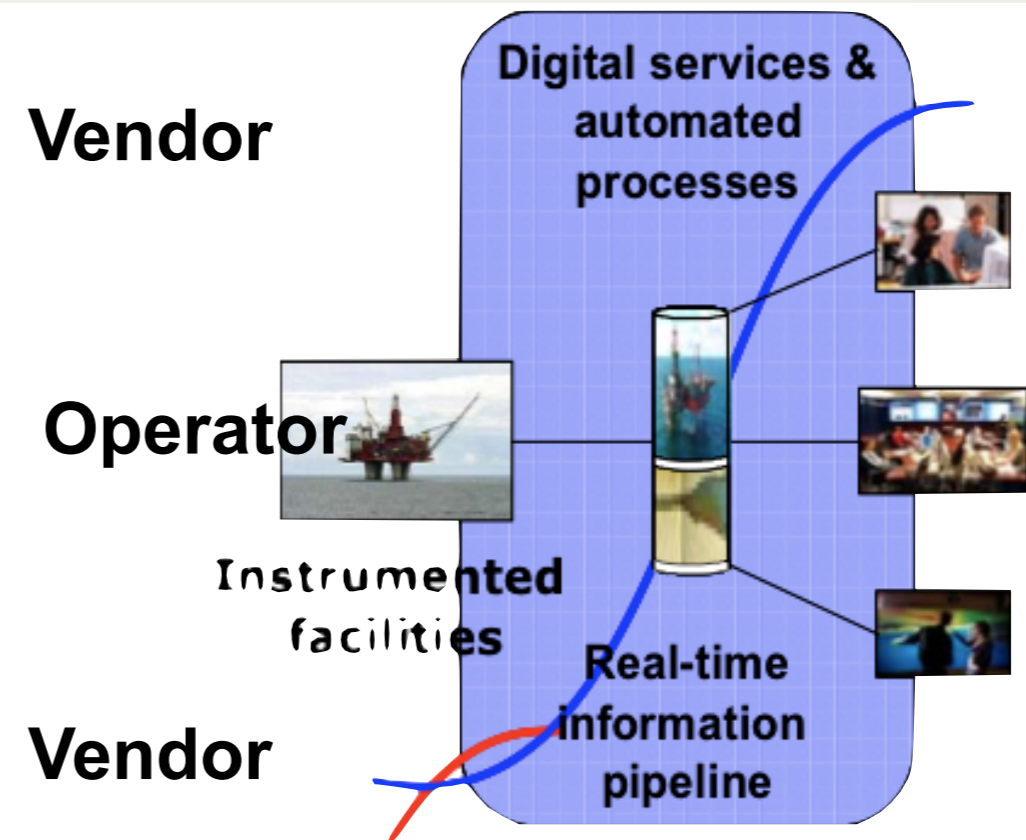 Digital services &
automated
processes
Vendor
Operator
Instrumented
facilities
Real-time
information
pipeline
Vendor